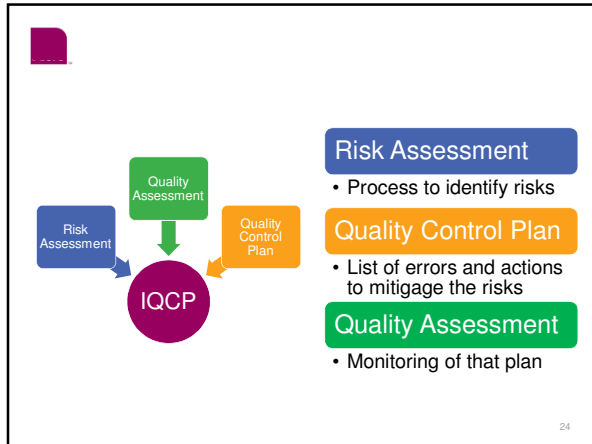 Quality
Assessment
Risk
Assessment
Quality
Control
Plan
IQCP
Risk Assessment
• Process to identify risks
Quality Control Plan
• List of errors and actions
to mitigage the risks
Quality Assessment
• Monitoring of that plan
24